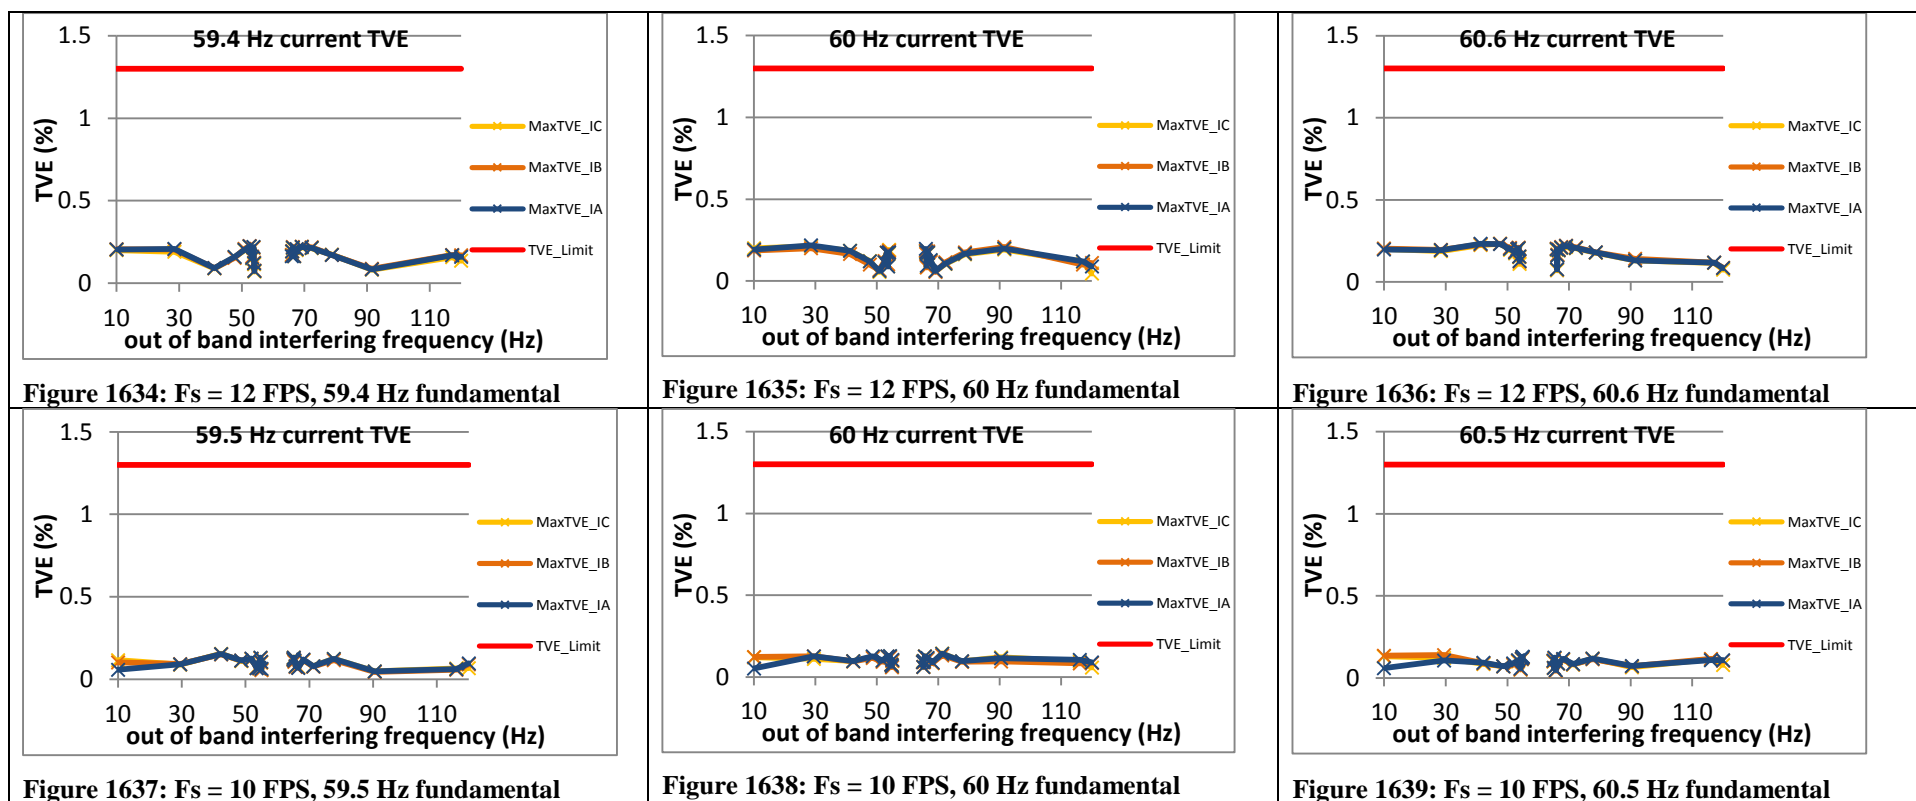 59.4 Hz current TVE
1.5
1
0.5
0
TVE (%)
10 30 50 70 90 110
out of band interfering frequency (Hz)
MaxTVE_IC
MaxTVE_IB
MaxTVE_IA
TVE_Limit
Figure 1634: Fs = 12 FPS, 59.4 Hz fundamental
60 Hz current TVE
1.5
1
0.5
0
TVE (%)
10 30 50 70 90 110
out of band interfering frequency (Hz)
MaxTVE_IC
MaxTVE_IB
MaxTVE_IA
TVE_Limit
Figure 1635: Fs = 12 FPS, 60 Hz fundamental
60.6 Hz current TVE
1.5
1
0.5
0
TVE (%)
10 30 50 70 90 110
out of band interfering frequency (Hz)
MaxTVE_IC
MaxTVE_IB
MaxTVE_IA
TVE_Limit
Figure 1636: Fs = 12 FPS, 60.6 Hz fundamental
59.5 Hz current TVE
1.5
1
0.5
0
TVE (%)
10 30 50 70 90 110
out of band interfering frequency (Hz)
MaxTVE_IC
MaxTVE_IB
MaxTVE_IA
TVE_Limit
Figure 1637: Fs = 10 FPS, 59.5 Hz fundamental
60 Hz current TVE
1.5
1
0.5
0
TVE (%)
10 30 50 70 90 110
out of band interfering frequency (Hz)
MaxTVE_IC
MaxTVE_IB
MaxTVE_IA
TVE_Limit
Figure 1638: Fs = 10 FPS, 60 Hz fundamental
60.5 Hz current TVE
1.5
1
0.5
0
TVE (%)
10 30 50 70 90 110
out of band interfering frequency (Hz)
MaxTVE_IC
MaxTVE_IB
MaxTVE_IA
TVE_Limit
Figure 1639: Fs = 10 FPS, 60.5 Hz fundamental